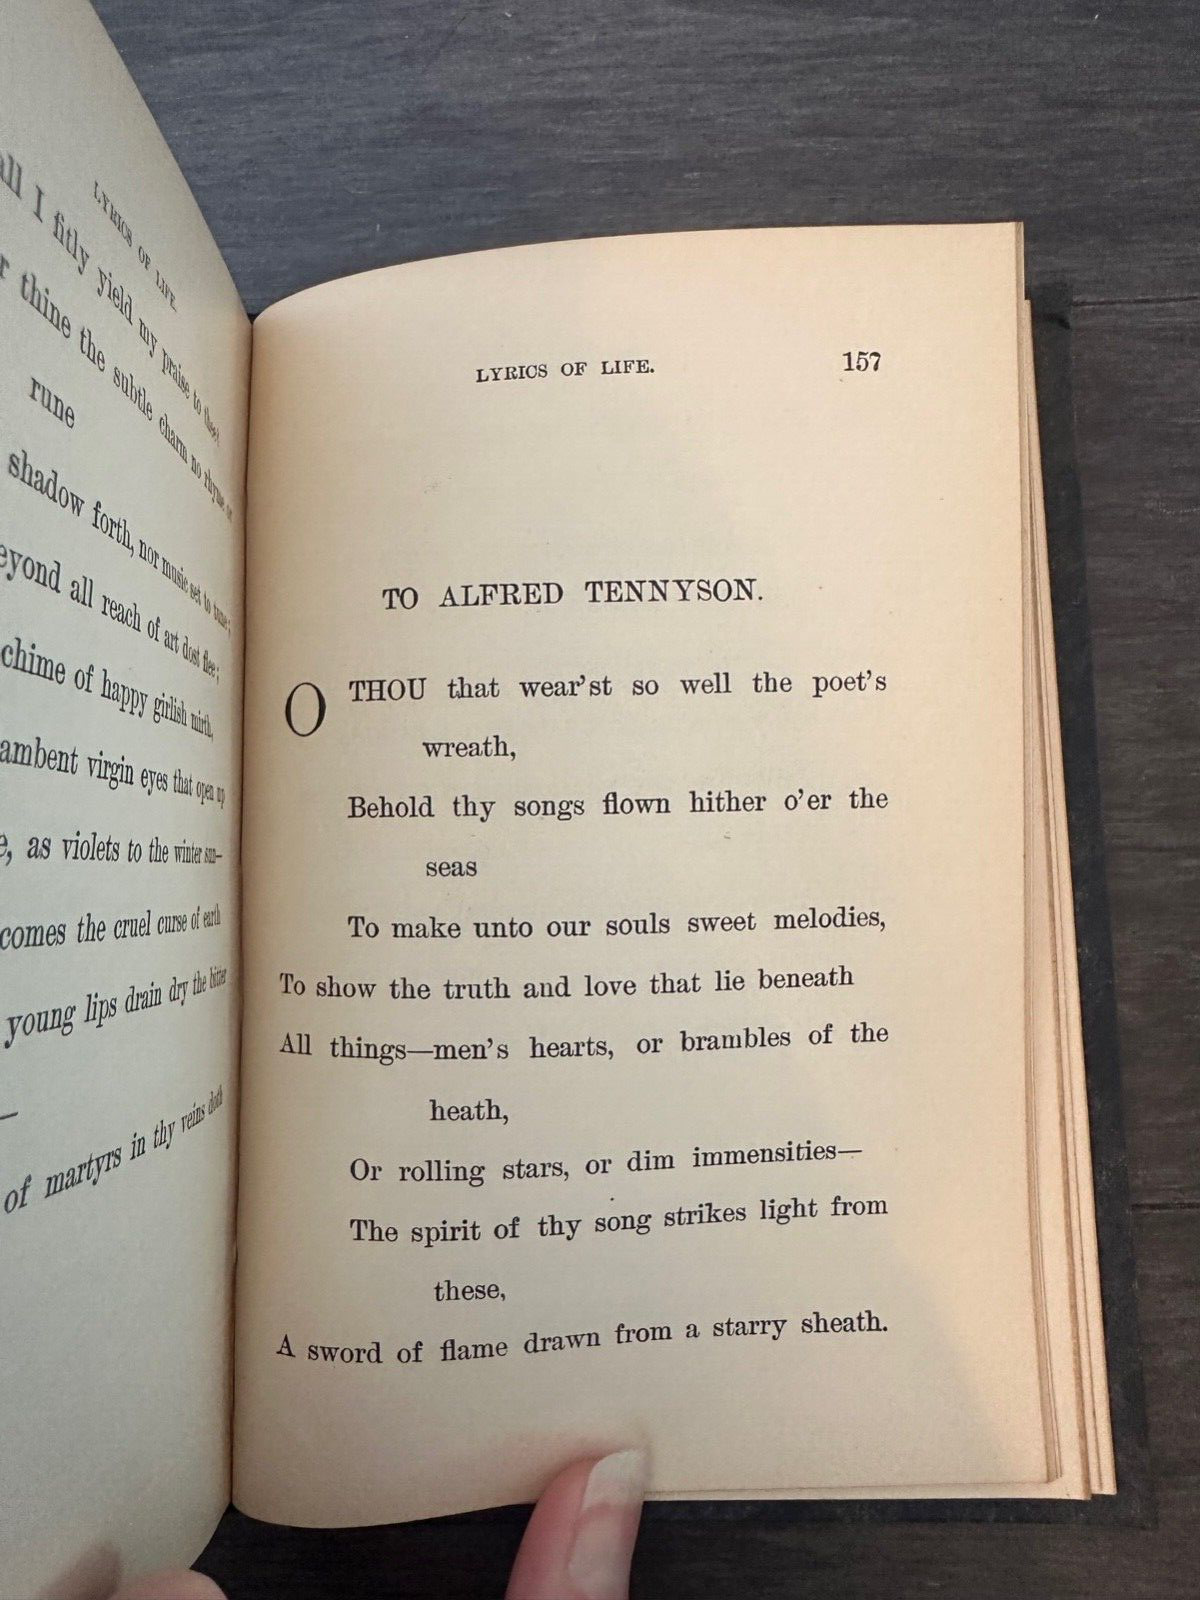 LYRICS OF LIFE.
all I fitly yield my praise to thee!
thine the subtle charm no rhyme or
rune
shadow forth, nor music set to tune;
beyond all reach of art dost flee;
chime of happy girlish mirth,
lambent virgin eyes that open up
as violets to the winter sun—
comes the cruel curse of earth
young lips drain dry the bitter
—
of martyrs in thy veins doth
LYRICS OF LIFE. 157
TO ALFRED TENNYSON.
O THOU that wear'st so well the poet's
wreath,
Behold thy songs flown hither o'er the
seas
To make unto our souls sweet melodies,
To show the truth and love that lie beneath
All things—men's hearts, or brambles of the
heath,
Or rolling stars, or dim immensities—
The spirit of thy song strikes light from
these,
A sword of flame drawn from a starry sheath.